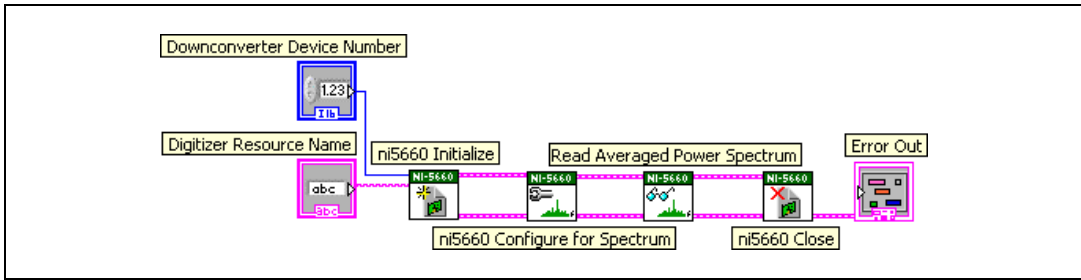 Downconverter Device Number
1.23
I16
Digitizer Resource Name
abc
abc
ni5660 Initialize
Read Averaged Power Spectrum
Error Out
NI-5660
NI-5660
NI-5660
NI-5660
ni5660 Configure for Spectrum
ni5660 Close